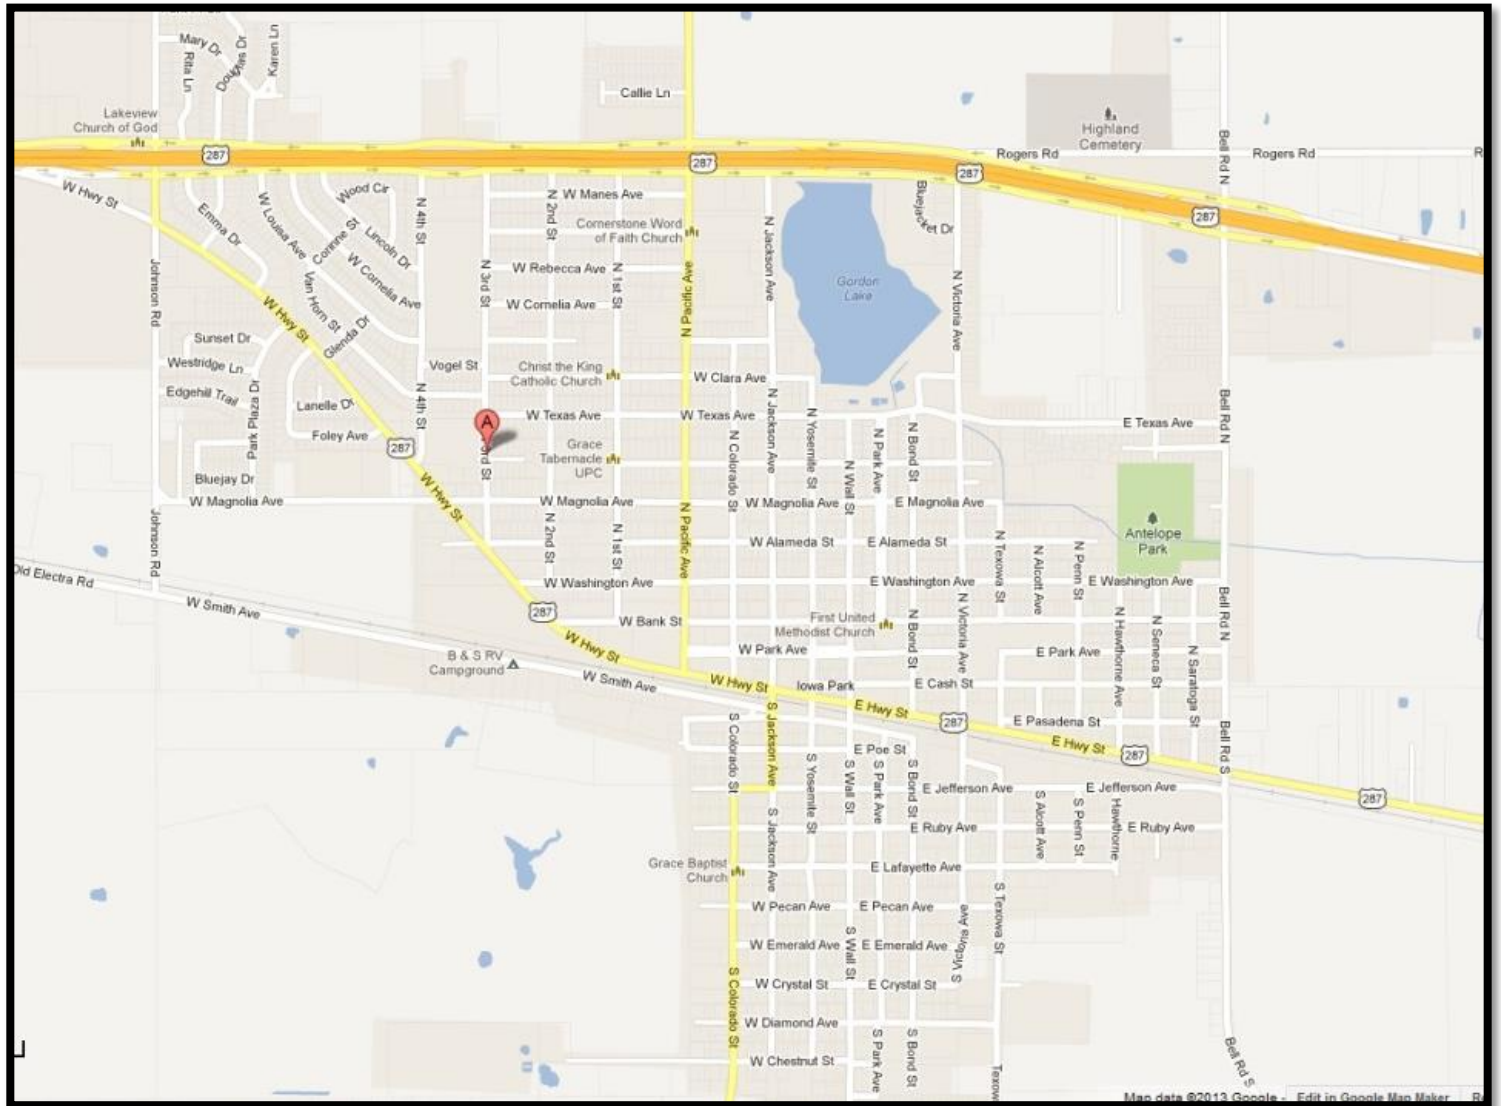 Mary Dr
Rita Ln
Douglas Dr
Karen Ln
Callie Ln
Lakeview
Church of God
287
287
287
287
Highland
Cemetery
Rogers Rd
Rogers Rd
Bell Rd N
W Hwy St
Emma Dr
W Louisa Ave
Wood Cir
Corinne St
Lincoln Dr
W Cornelia Ave
Van Horn St
Glenda Dr
N 4th St
N 3rd St
N 2nd St
W Manes Ave
Cornerstone Word
of Faith Church
W Rebecca Ave
N 1st St
W Cornelia Ave
N Pacific Ave
N Jackson Ave
Gordon
Lake
Bluejacket Dr
N Victoria Ave
Johnson Rd
W Hwy St
Sunset Dr
Westridge Ln
Edgehill Trail
Park Plaza Dr
Lanelle Dr
Foley Ave
Bluejay Dr
Vogel St
N 4th St
Christ the King
Catholic Church
W Clara Ave
A
W Texas Ave
W Texas Ave
E Texas Ave
Bell Rd N
287
3rd St
Grace
Tabernacle
UPC
N Colorado St
N Jackson Ave
N Yosemite St
N Wall St
N Park Ave
N Bond St
W Hwy St
W Magnolia Ave
W Magnolia Ave
W Magnolia Ave
E Magnolia Ave
Johnson Rd
N 2nd St
N 1st St
N Pacific Ave
W Alameda St
E Alameda St
N Texowa St
N Alcott Ave
N Penn St
Antelope
Park
Old Electra Rd
W Smith Ave
W Washington Ave
E Washington Ave
E Washington Ave
287
W Bank St
First United
Methodist Church
N Bond St
N Victoria Ave
N Hawthorne Ave
N Seneca St
N Saratoga St
Bell Rd N
W Hwy St
B & S RV
Campground
W Park Ave
E Park Ave
W Smith Ave
W Hwy St
Iowa Park
E Cash St
E Hwy St
287
E Pasadena St
E Hwy St
287
Bell Rd S
S Colorado St
S Jackson Ave
E Poe St
S Yosemite St
S Wall St
S Park Ave
S Bond St
E Jefferson Ave
E Jefferson Ave
287
S Jackson Ave
E Ruby Ave
S Alcott Ave
S Penn St
Hawthorne
E Ruby Ave
Grace Baptist
Church
E Lafayette Ave
W Pecan Ave
E Pecan Ave
S Victoria Ave
S Texowa St
W Emerald Ave
S Wall St
E Emerald Ave
S Colorado St
W Crystal St
E Crystal St
W Diamond Ave
W Chestnut St
S Park Ave
S Bond St
Texow
Bell Rd S
Map data ©2013 Google - Edit in Google Map Maker